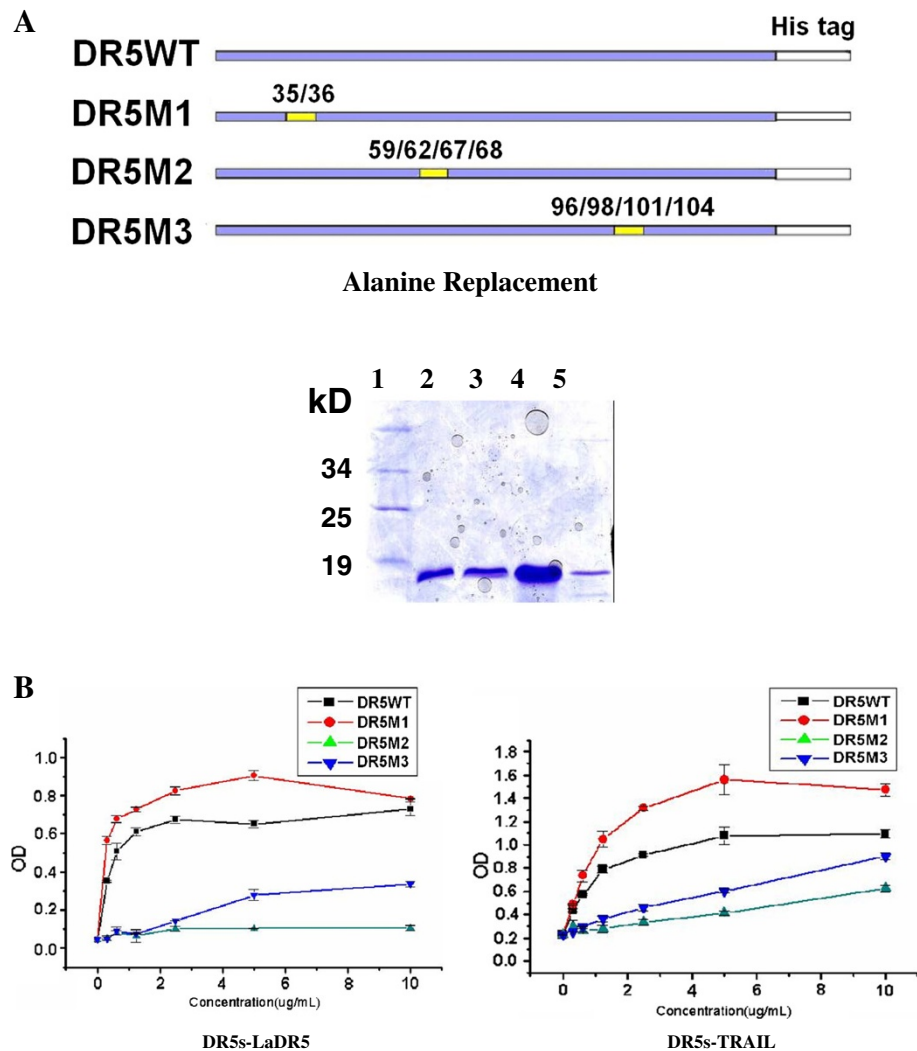 A
His tag
DR5WT
35/36
DR5M1
59/62/67/68
DR5M2
96/98/101/104
DR5M3
Alanine Replacement
1 2 3 4 5
kD
34
25
19
B
DR5WT
DR5M1
DR5M2
DR5M3
1.0
0.8
0.6
0.4
0.2
0.0
OD
0 2 4 6 8 10
Concentration(ug/mL)
DR5s-LaDR5
DR5WT
DR5M1
DR5M2
DR5M3
1.8
1.6
1.4
1.2
1.0
0.8
0.6
0.4
0.2
0.0
OD
0 2 4 6 8 10
Concentration(ug/mL)
DR5s-TRAIL